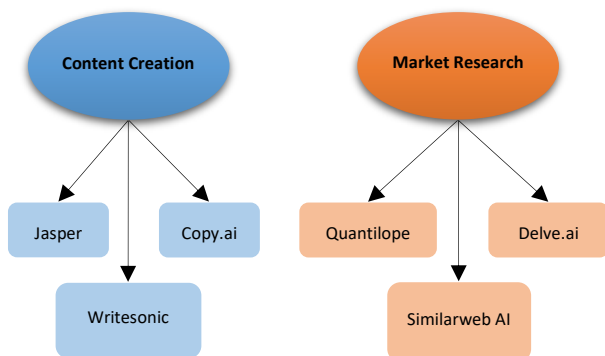 Content Creation
Market Research
Jasper
Copy.ai
Quantilope
Delve.ai
Writesonic
Similarweb AI